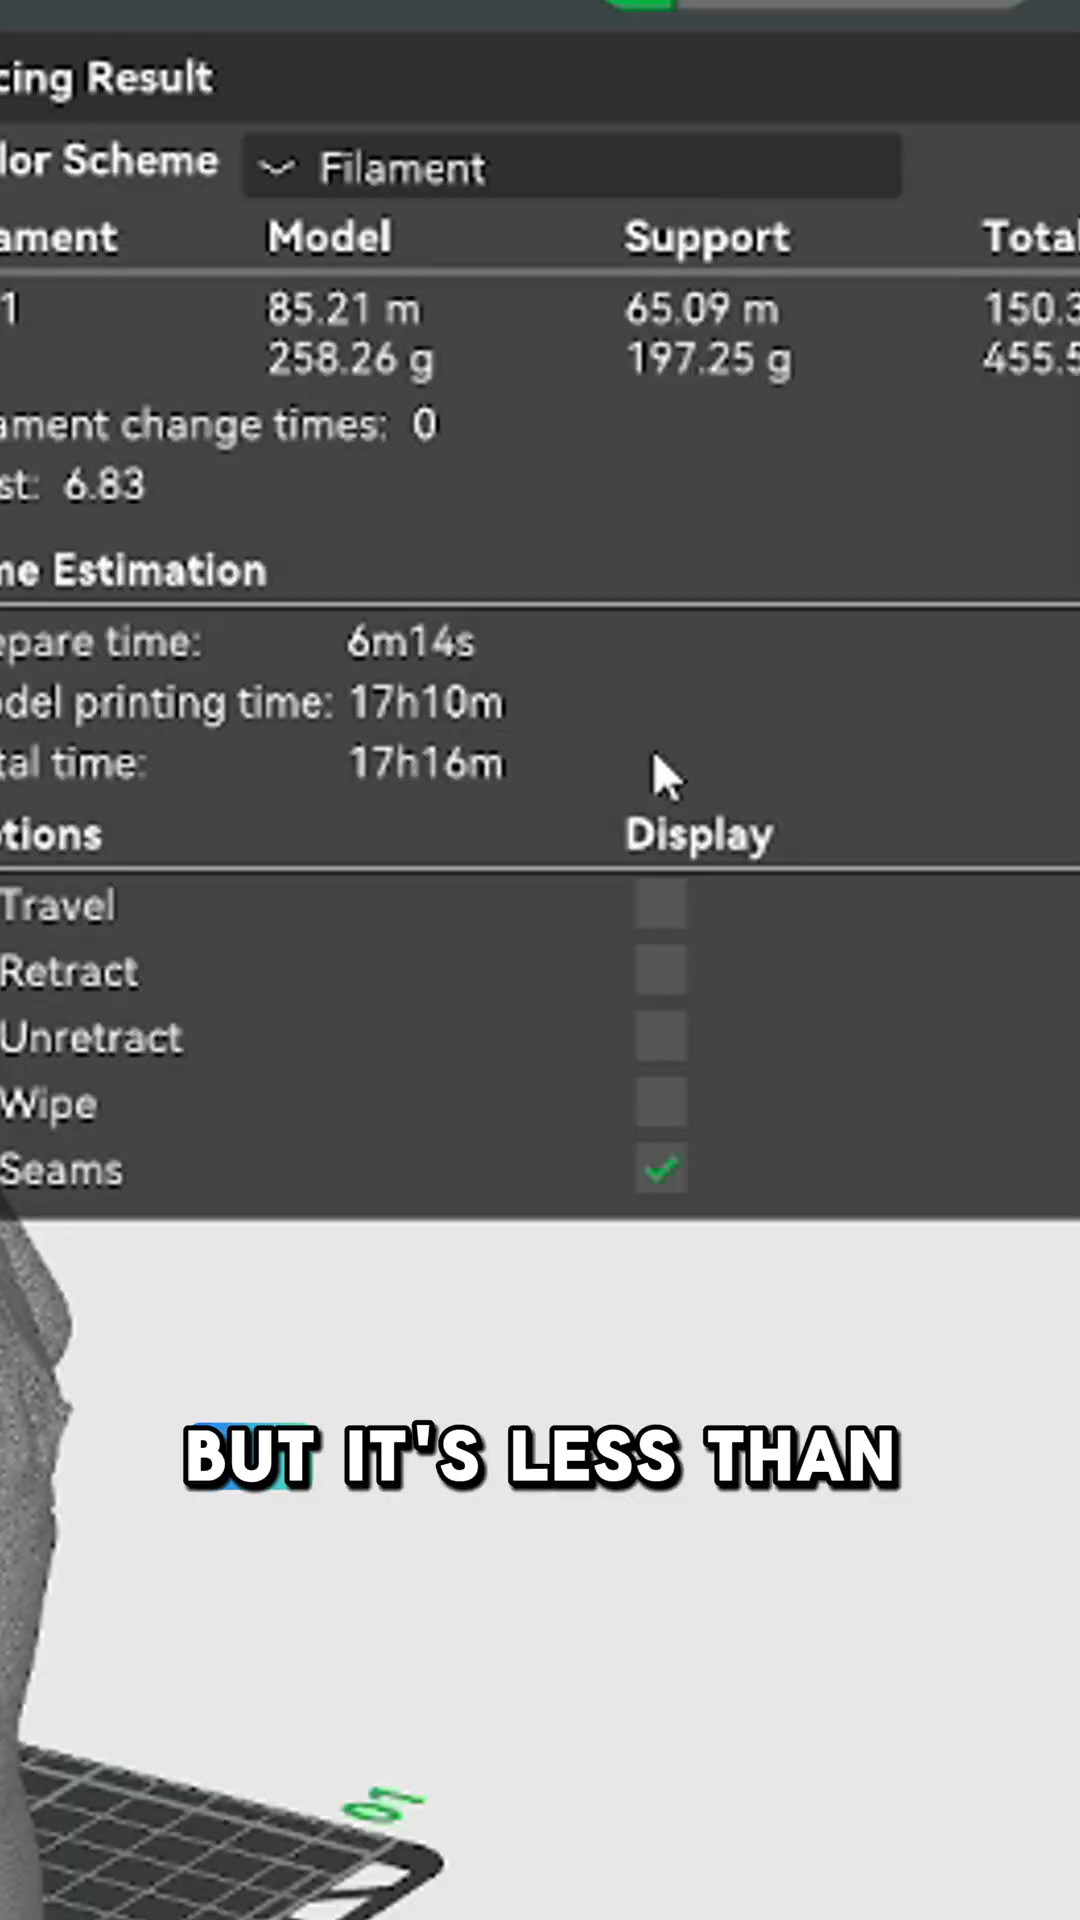 cing Result
lor Scheme Filament
ament Model Support Total
1 85.21 m 65.09 m 150.3
258.26 g 197.25 g 455.5
ament change times: 0
st: 6.83
me Estimation
epare time: 6m14s
odel printing time: 17h10m
tal time: 17h16m
tions Display
Travel
Retract
Unretract
Wipe
Seams
BUT IT'S LESS THAN
01